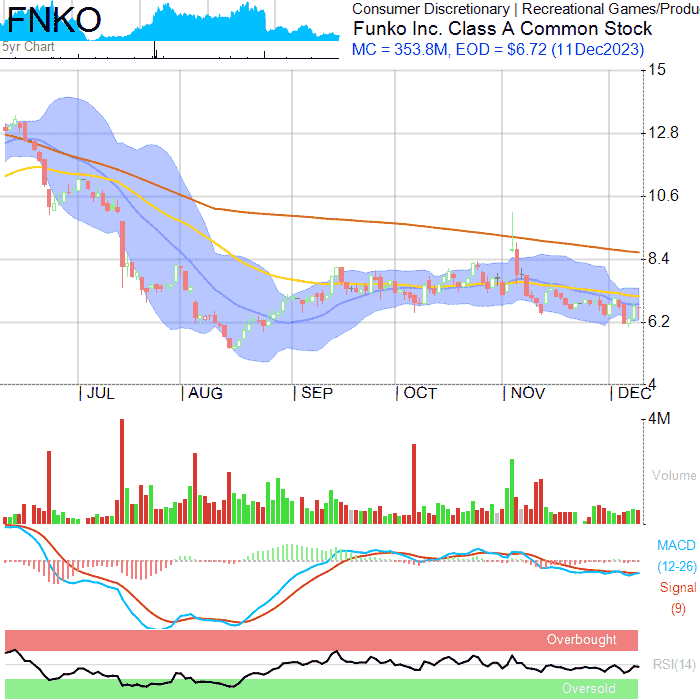 FNKO
Consumer Discretionary | Recreational Games/Produ
Funko Inc. Class A Common Stock
MC = 353.8M, EOD = $6.72 (11Dec2023)
5yr Chart
15
12.8
10.6
8.4
6.2
4
JUL
AUG
SEP
OCT
NOV
DEC
4M
Volume
MACD
(12-26)
Signal
(9)
Overbought
RSI(14)
Oversold